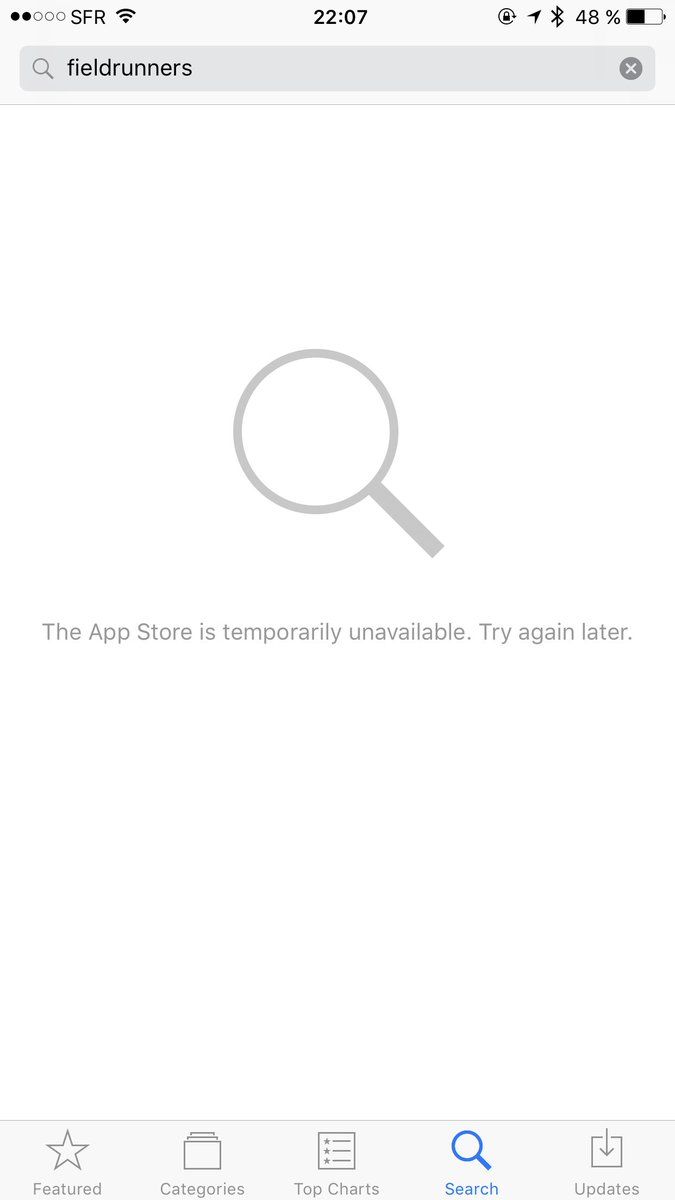 SFR 22:07 48 %
fieldrunners
The App Store is temporarily unavailable. Try again later.
Featured Categories Top Charts Search Updates